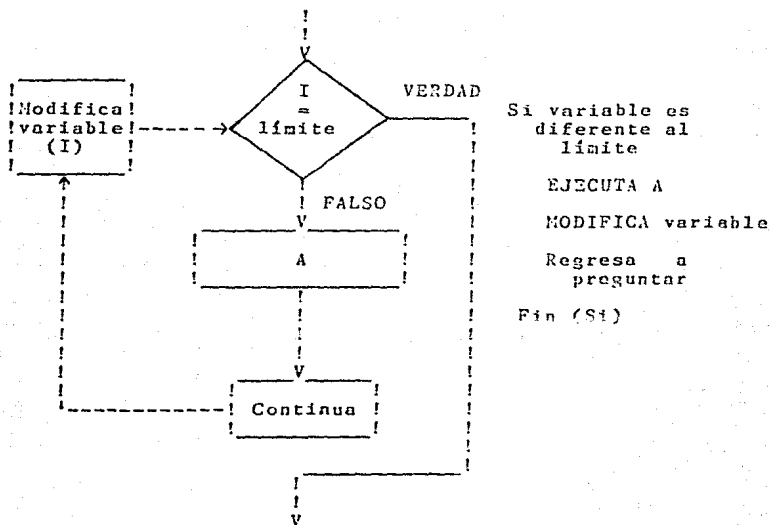 Modifica
variable
(I)
I
=
límite
VERDAD
FALSO
A
Continua
Si variable es
diferente al
límite
EJECUTA A
MODIFICA variable
Regresa a
preguntar
Fin (Si)